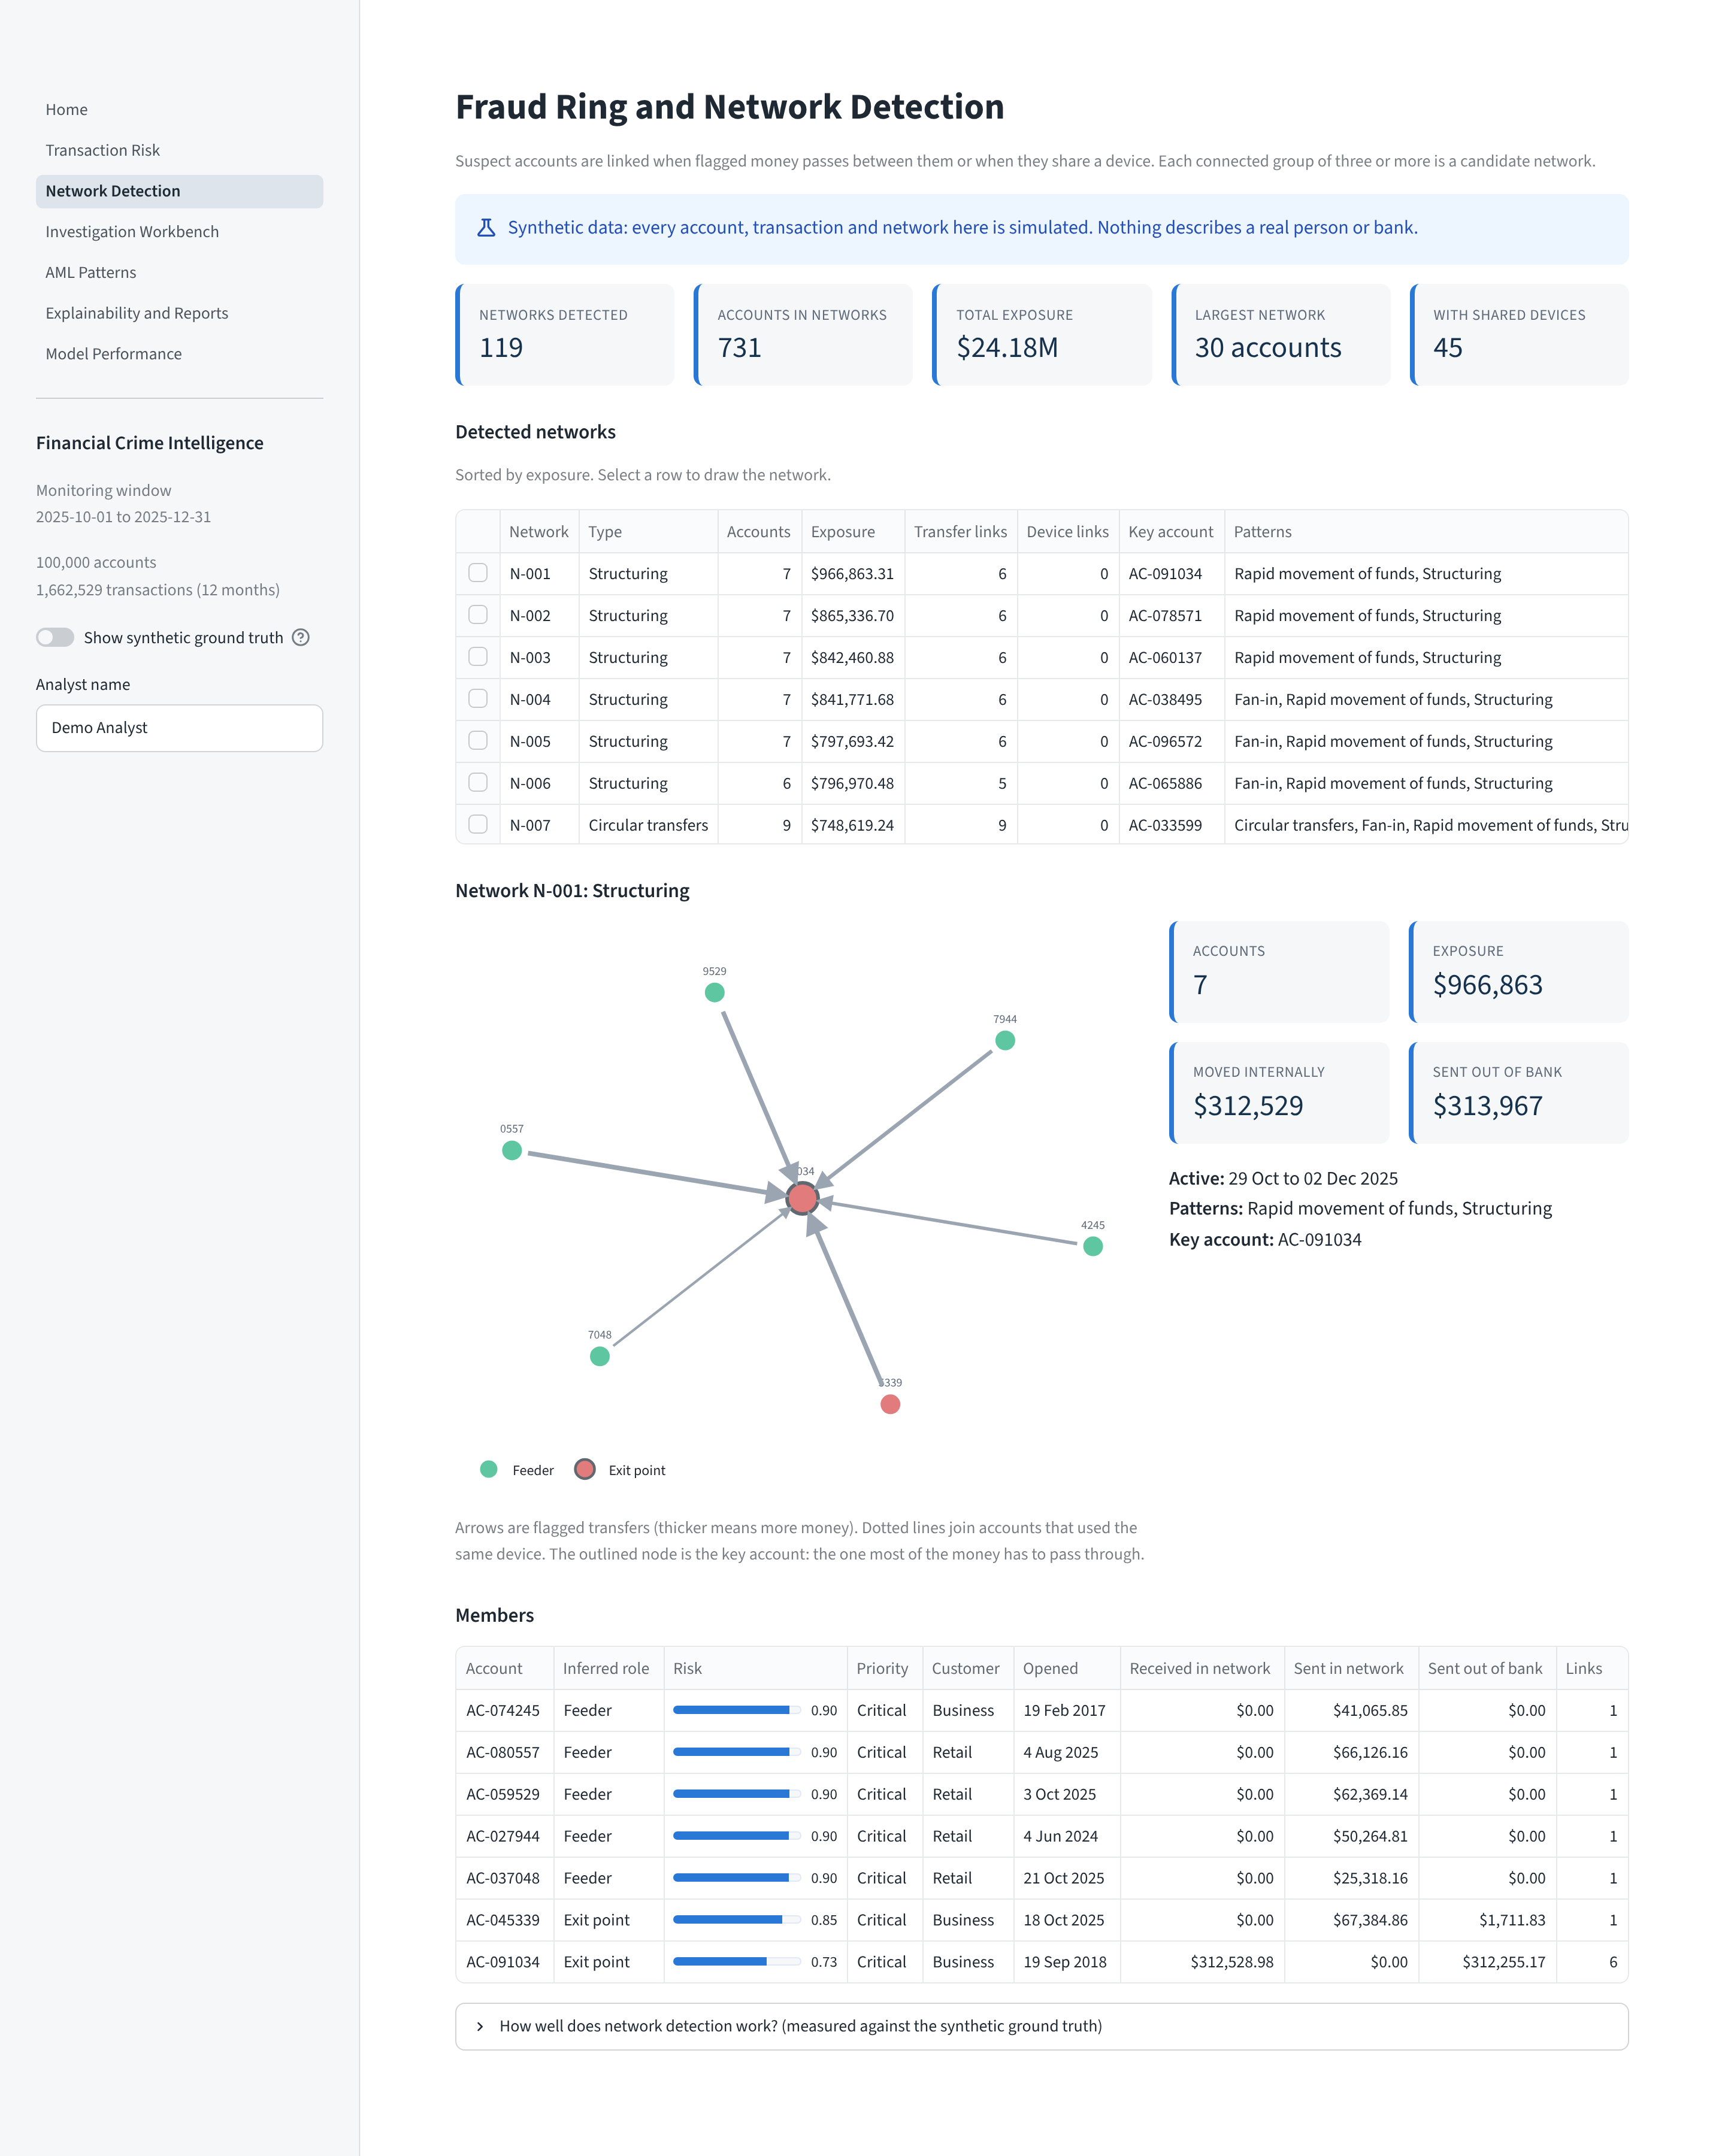 Home
Transaction Risk
Network Detection
Investigation Workbench
AML Patterns
Explainability and Reports
Model Performance
Financial Crime Intelligence
Monitoring window
2025-10-01 to 2025-12-31
100,000 accounts
1,662,529 transactions (12 months)
Show synthetic ground truth
Analyst name
Demo Analyst
Fraud Ring and Network Detection
Suspect accounts are linked when flagged money passes between them or when they share a device. Each connected group of three or more is a candidate network.
Synthetic data: every account, transaction and network here is simulated. Nothing describes a real person or bank.
NETWORKS DETECTED
119
ACCOUNTS IN NETWORKS
731
TOTAL EXPOSURE
$24.18M
LARGEST NETWORK
30 accounts
WITH SHARED DEVICES
45
Detected networks
Sorted by exposure. Select a row to draw the network.
Network Type Accounts Exposure Transfer links Device links Key account Patterns
N-001 Structuring 7 $966,863.31 6 0 AC-091034 Rapid movement of funds, Structuring
N-002 Structuring 7 $865,336.70 6 0 AC-078571 Rapid movement of funds, Structuring
N-003 Structuring 7 $842,460.88 6 0 AC-060137 Rapid movement of funds, Structuring
N-004 Structuring 7 $841,771.68 6 0 AC-038495 Fan-in, Rapid movement of funds, Structuring
N-005 Structuring 7 $797,693.42 6 0 AC-096572 Fan-in, Rapid movement of funds, Structuring
N-006 Structuring 6 $796,970.48 5 0 AC-065886 Fan-in, Rapid movement of funds, Structuring
N-007 Circular transfers 9 $748,619.24 9 0 AC-033599 Circular transfers, Fan-in, Rapid movement of funds, Stru
Network N-001: Structuring
9529
7944
0557
034
4245
7048
339
Feeder
Exit point
ACCOUNTS
7
EXPOSURE
$966,863
MOVED INTERNALLY
$312,529
SENT OUT OF BANK
$313,967
Active: 29 Oct to 02 Dec 2025
Patterns: Rapid movement of funds, Structuring
Key account: AC-091034
Arrows are flagged transfers (thicker means more money). Dotted lines join accounts that used the
same device. The outlined node is the key account: the one most of the money has to pass through.
Members
Account Inferred role Risk Priority Customer Opened Received in network Sent in network Sent out of bank Links
AC-074245 Feeder 0.90 Critical Business 19 Feb 2017 $0.00 $41,065.85 $0.00 1
AC-080557 Feeder 0.90 Critical Retail 4 Aug 2025 $0.00 $66,126.16 $0.00 1
AC-059529 Feeder 0.90 Critical Retail 3 Oct 2025 $0.00 $62,369.14 $0.00 1
AC-027944 Feeder 0.90 Critical Retail 4 Jun 2024 $0.00 $50,264.81 $0.00 1
AC-037048 Feeder 0.90 Critical Retail 21 Oct 2025 $0.00 $25,318.16 $0.00 1
AC-045339 Exit point 0.85 Critical Business 18 Oct 2025 $0.00 $67,384.86 $1,711.83 1
AC-091034 Exit point 0.73 Critical Business 19 Sep 2018 $312,528.98 $0.00 $312,255.17 6
How well does network detection work? (measured against the synthetic ground truth)